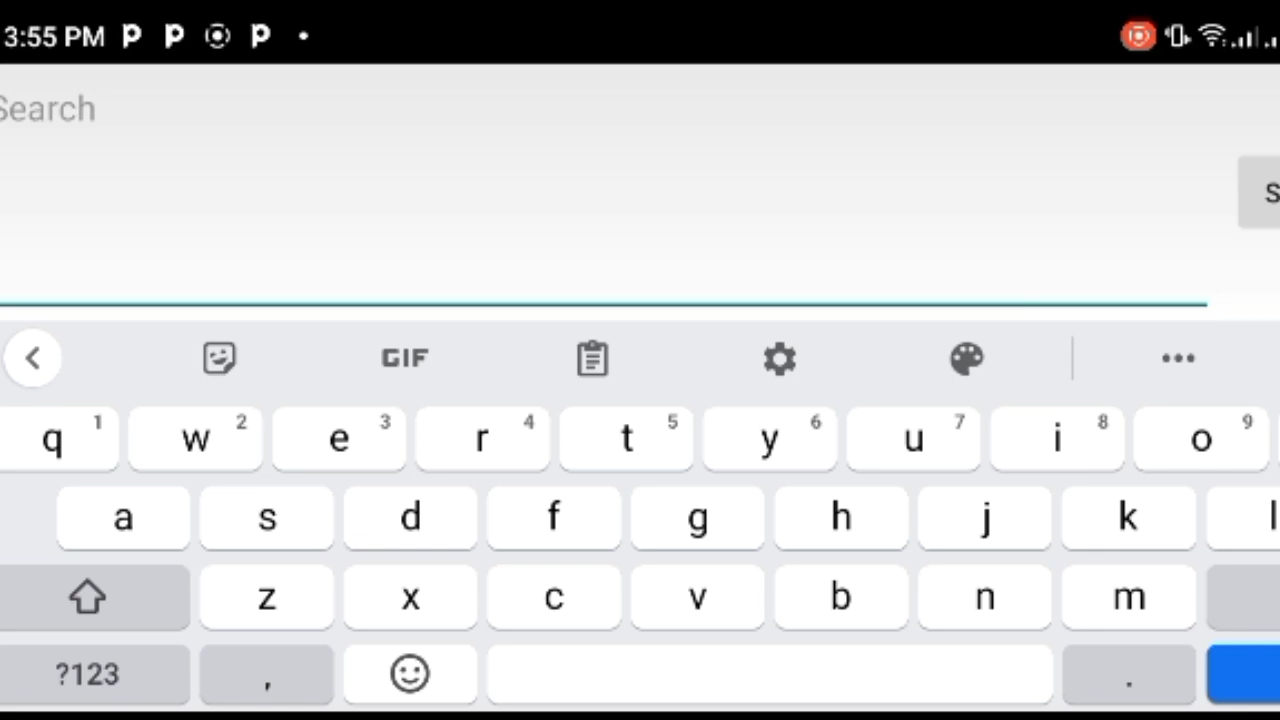 3:55 PM
Search
GIF
q 1 w 2 e 3 r 4 t 5 y 6 u 7 i 8 o 9
a s d f g h j k l
z x c v b n m
?123 , .